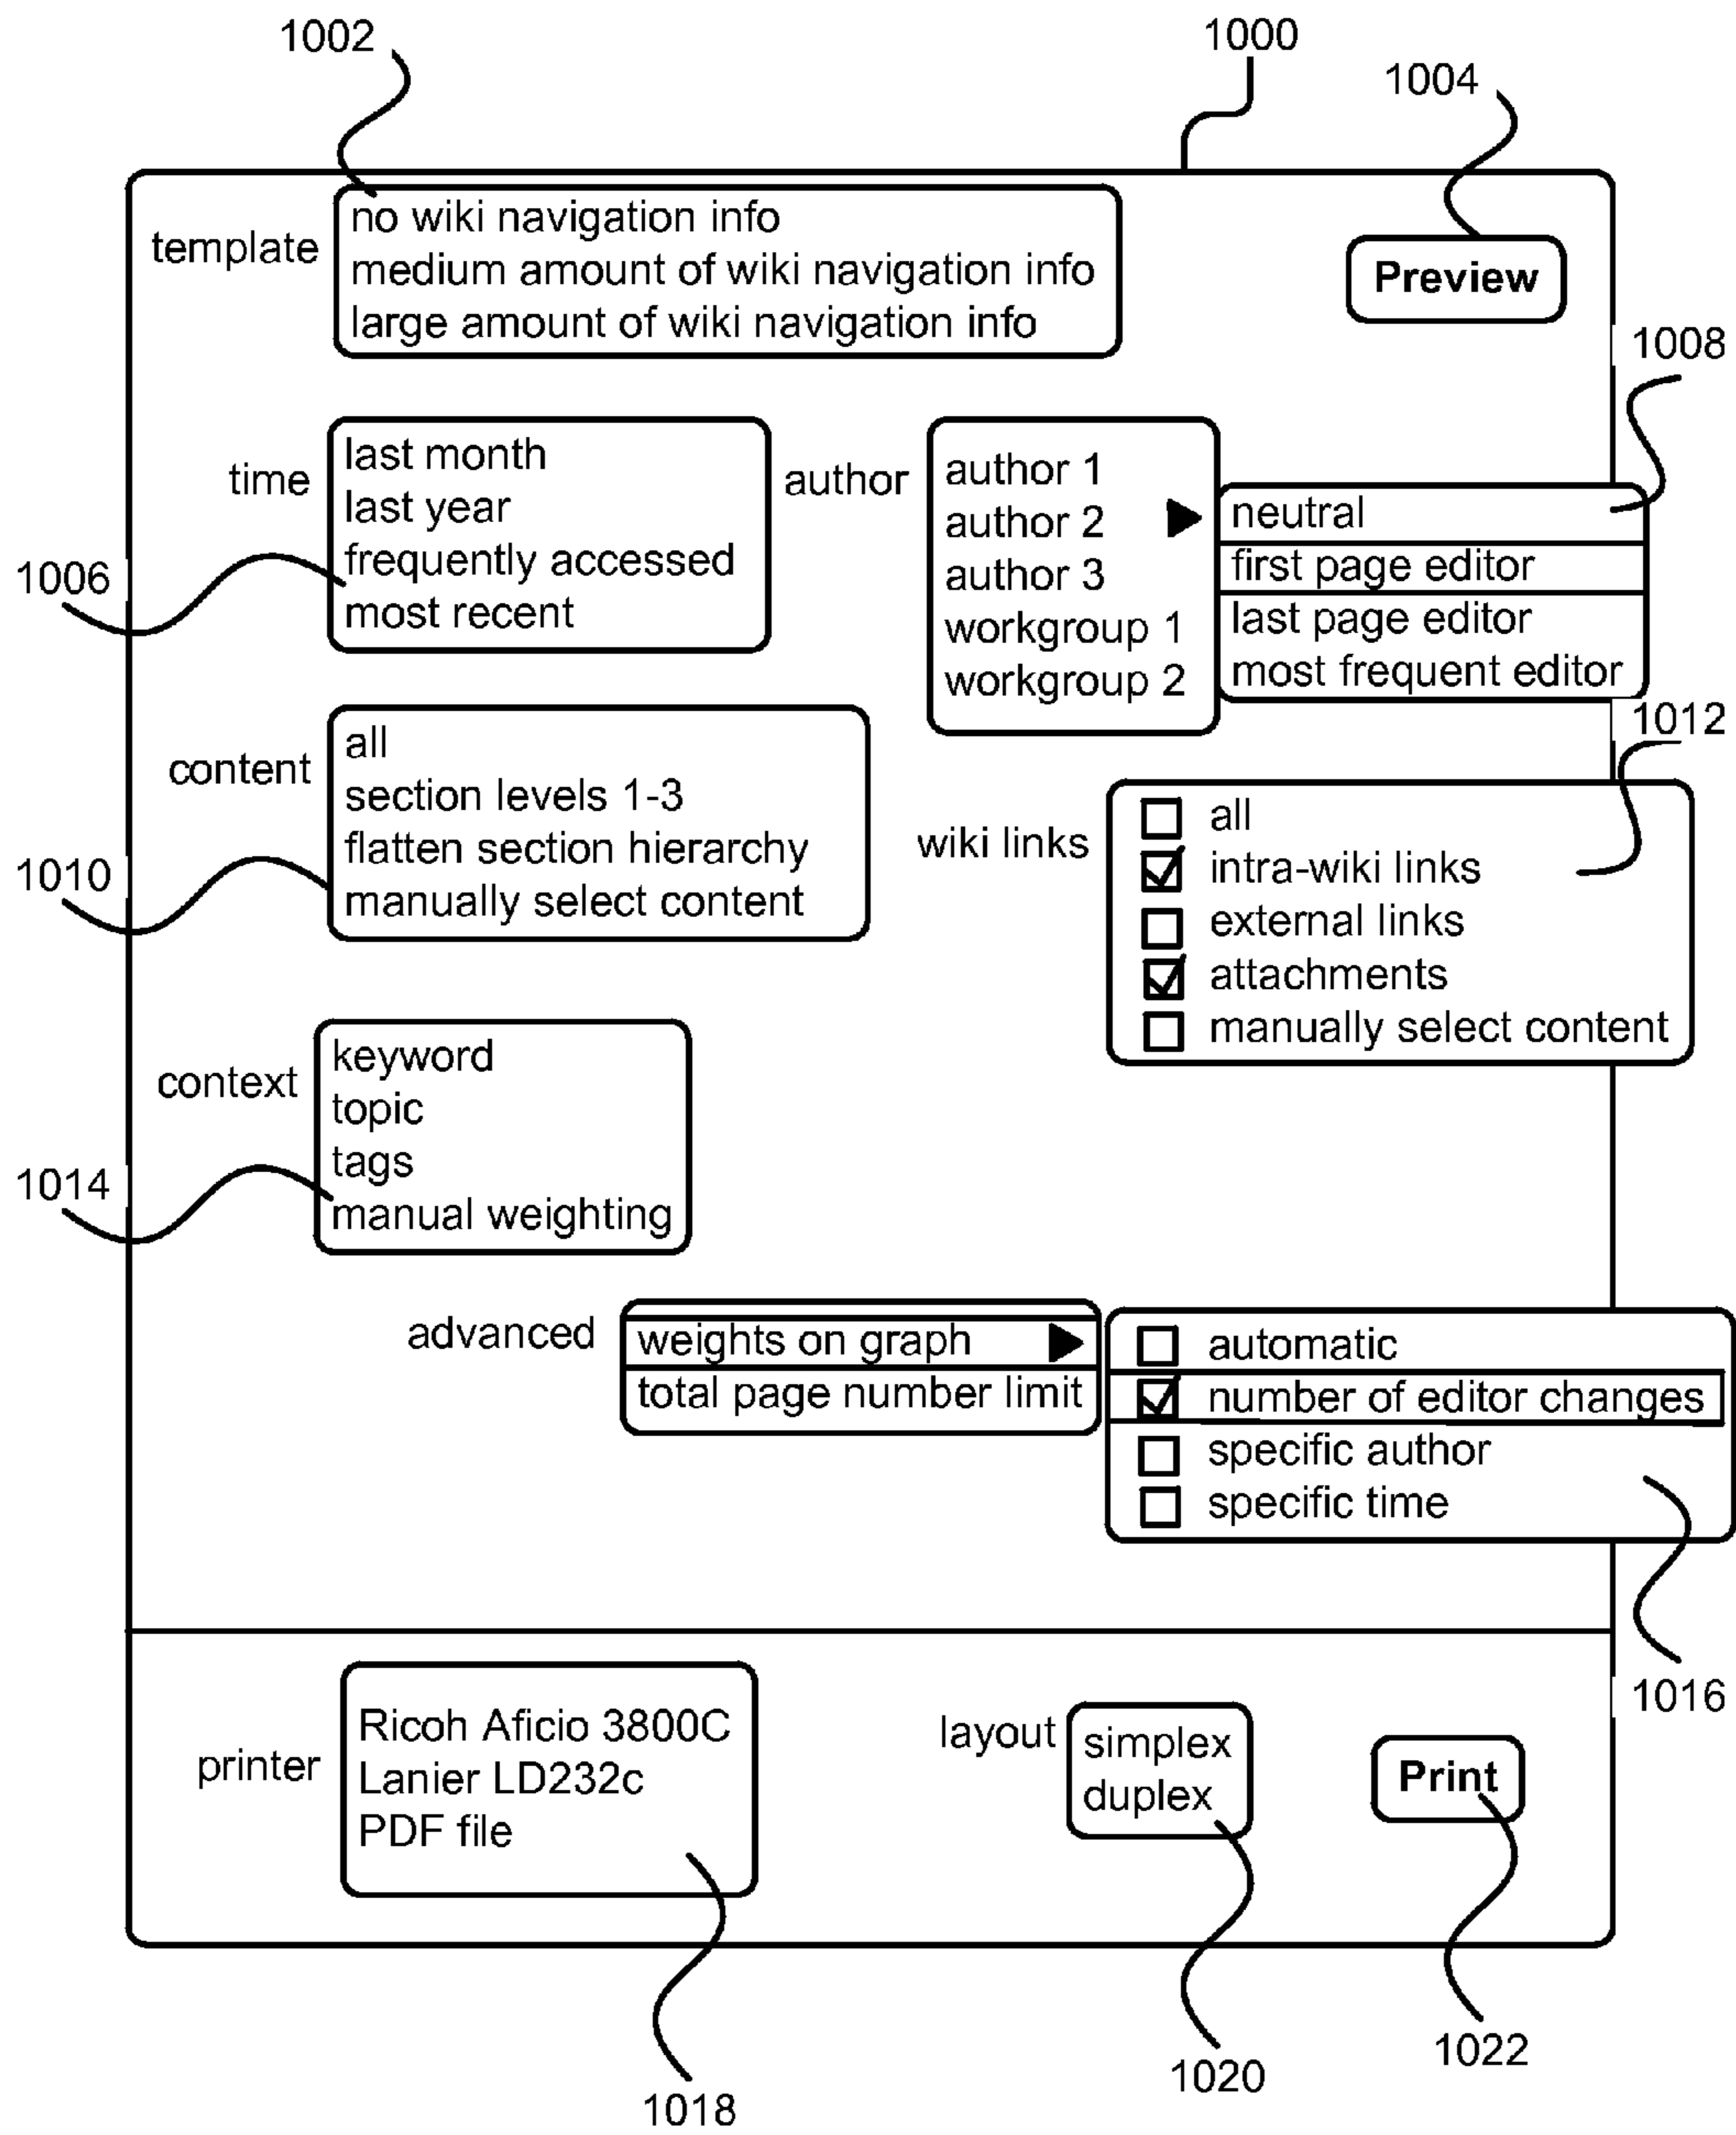 1002
1000
1004
template
no wiki navigation info
medium amount of wiki navigation info
large amount of wiki navigation info
Preview
1008
time
last month
last year
frequently accessed
most recent
1006
author
author 1
author 2
author 3
workgroup 1
workgroup 2
neutral
first page editor
last page editor
most frequent editor
1012
content
all
section levels 1-3
flatten section hierarchy
manually select content
1010
wiki links
all
intra-wiki links
external links
attachments
manually select content
context
keyword
topic
tags
manual weighting
1014
advanced
weights on graph
total page number limit
automatic
number of editor changes
specific author
specific time
1016
printer
Ricoh Aficio 3800C
Lanier LD232c
PDF file
layout
simplex
duplex
Print
1018
1020
1022